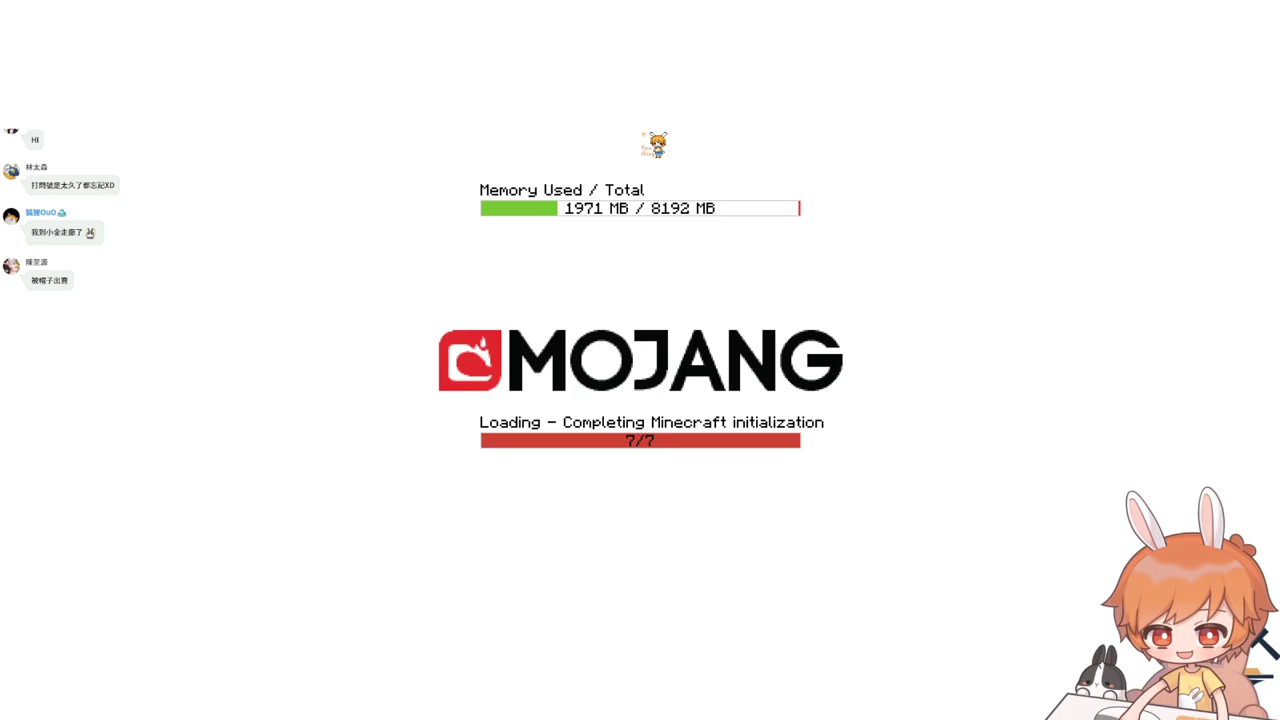 HI
林太森
打問號是太久了都忘記XD
狐狸OuO
我到小金走廊了
陳至源
被帽子出賣
Memory Used / Total
1971 MB / 8192 MB
MOJANG
Loading - Completing Minecraft initialization
7/7